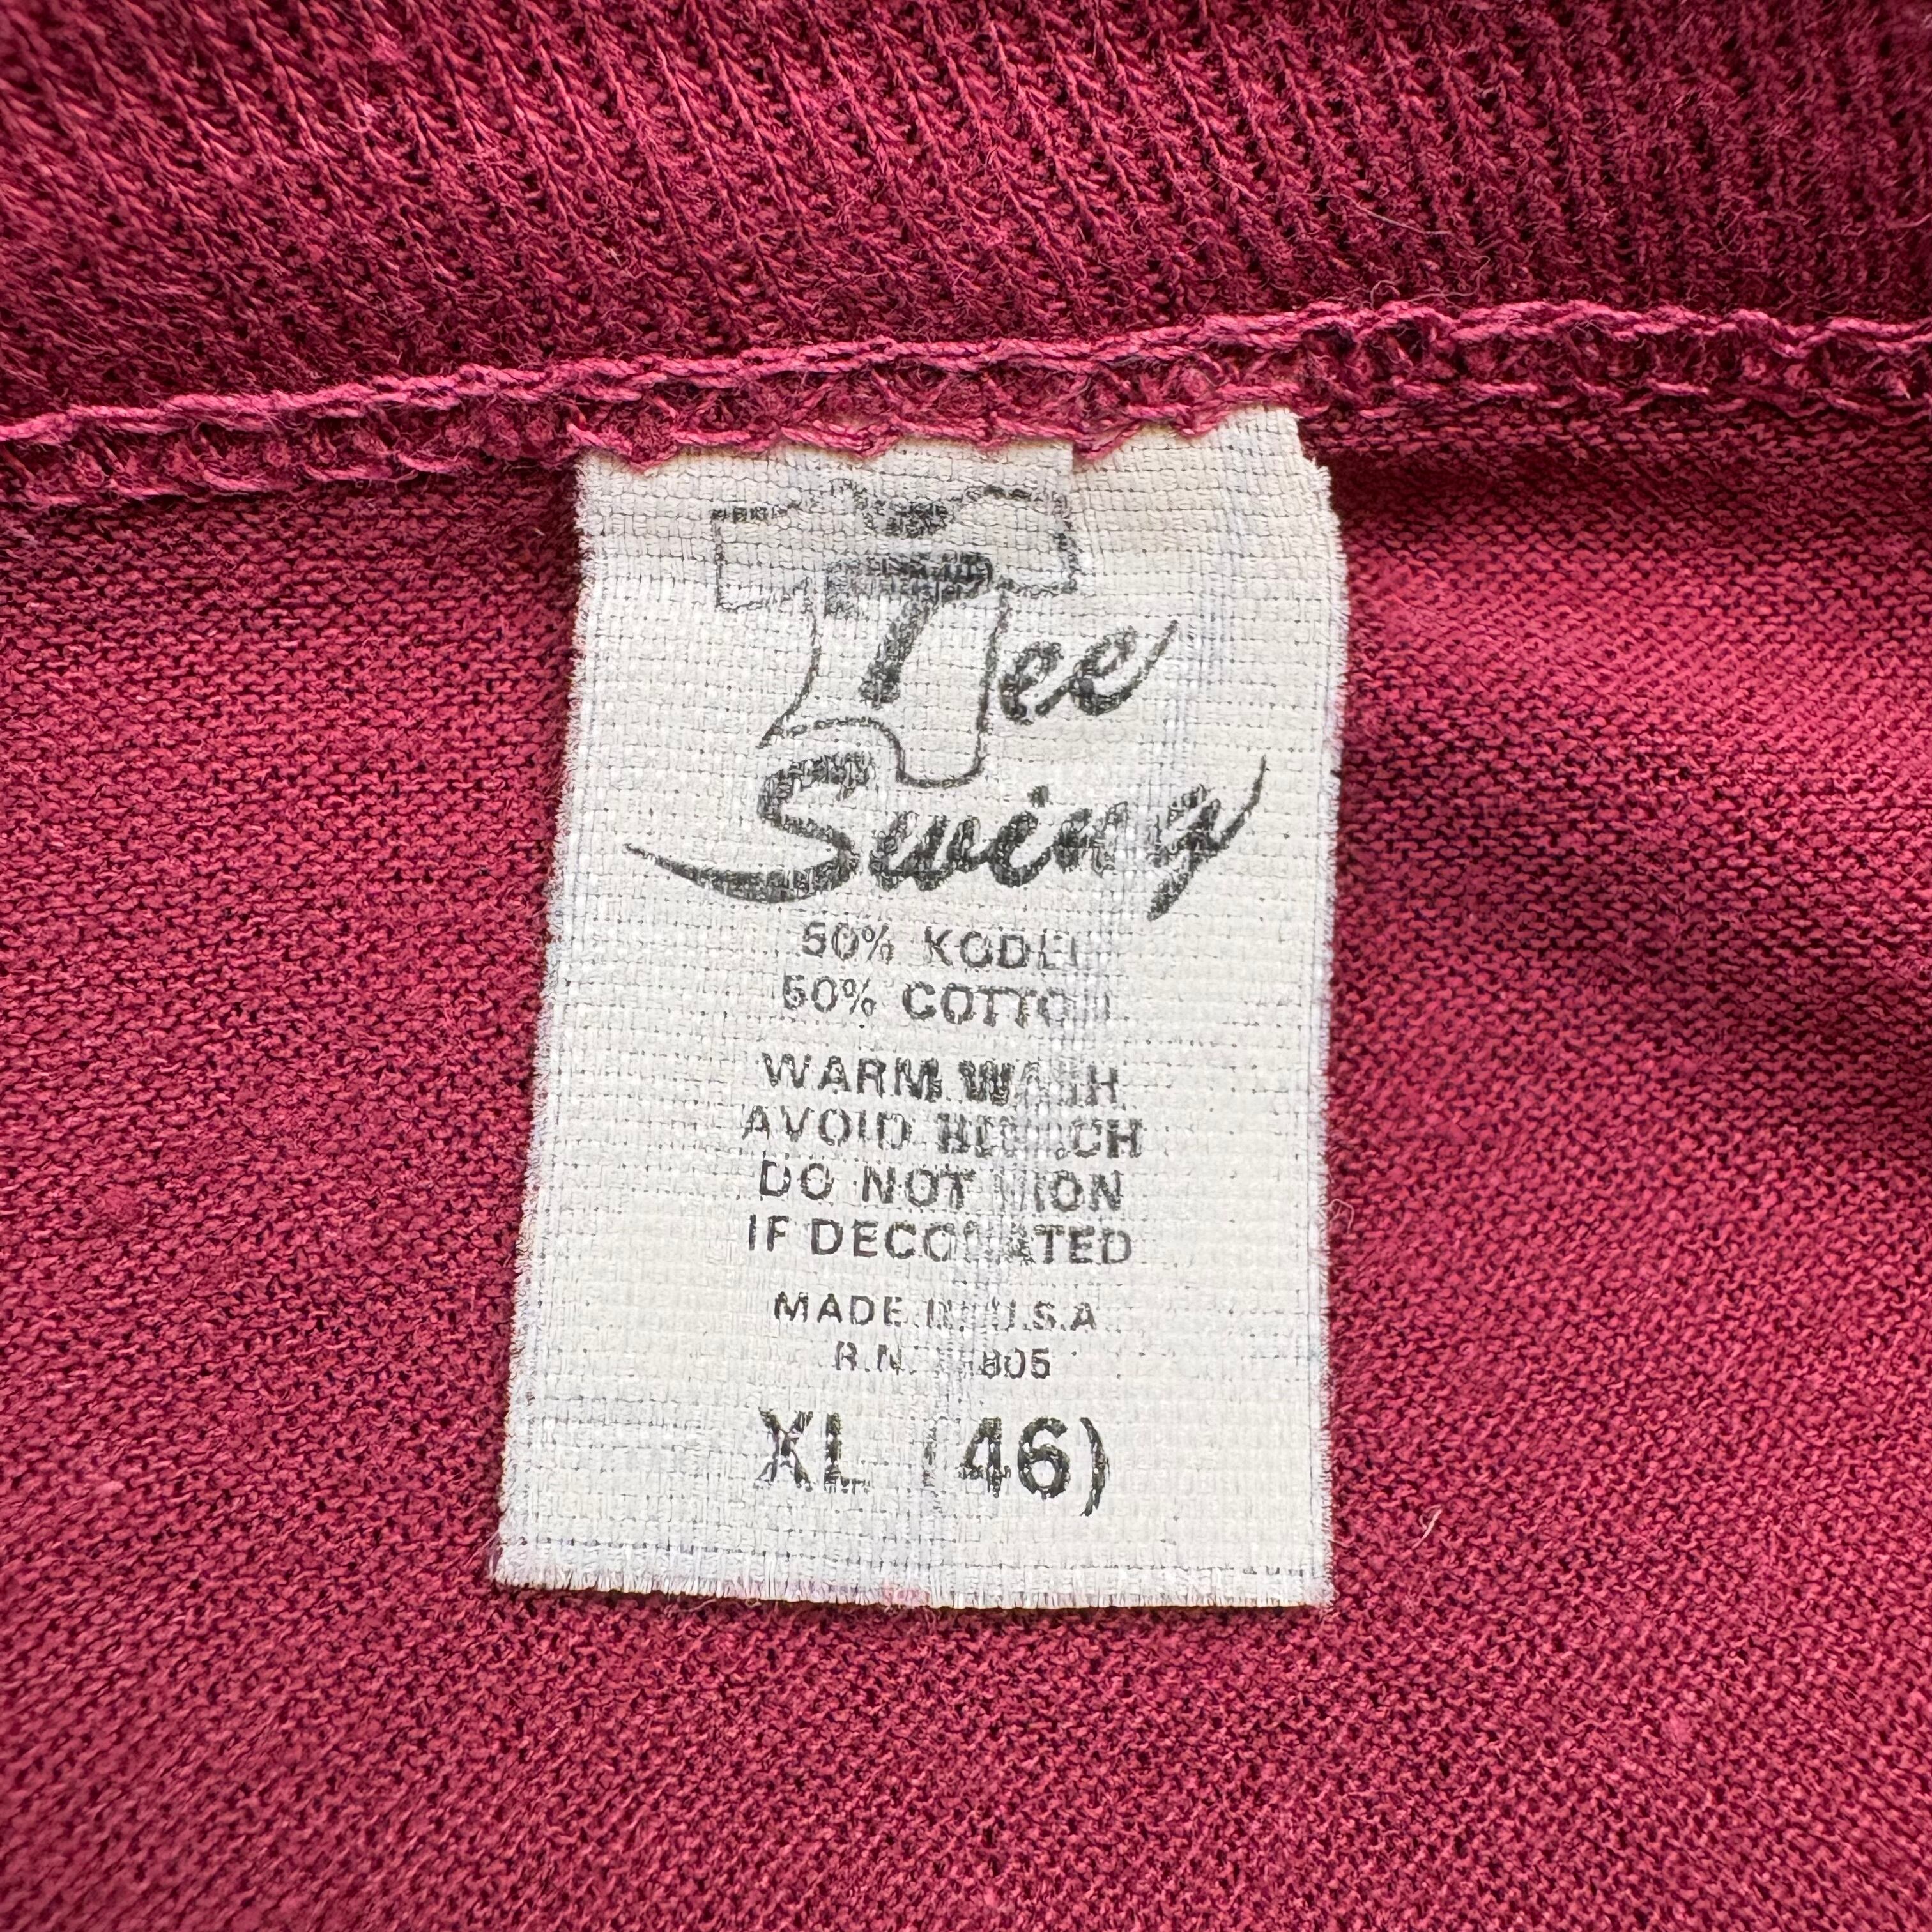 Tee
Swing
50% KODEL
50% COTTON
WARM WASH
AVOID BLEACH
DO NOT IRON
IF DECORATED
MADE IN U.S.A.
R.N.
XL (46)